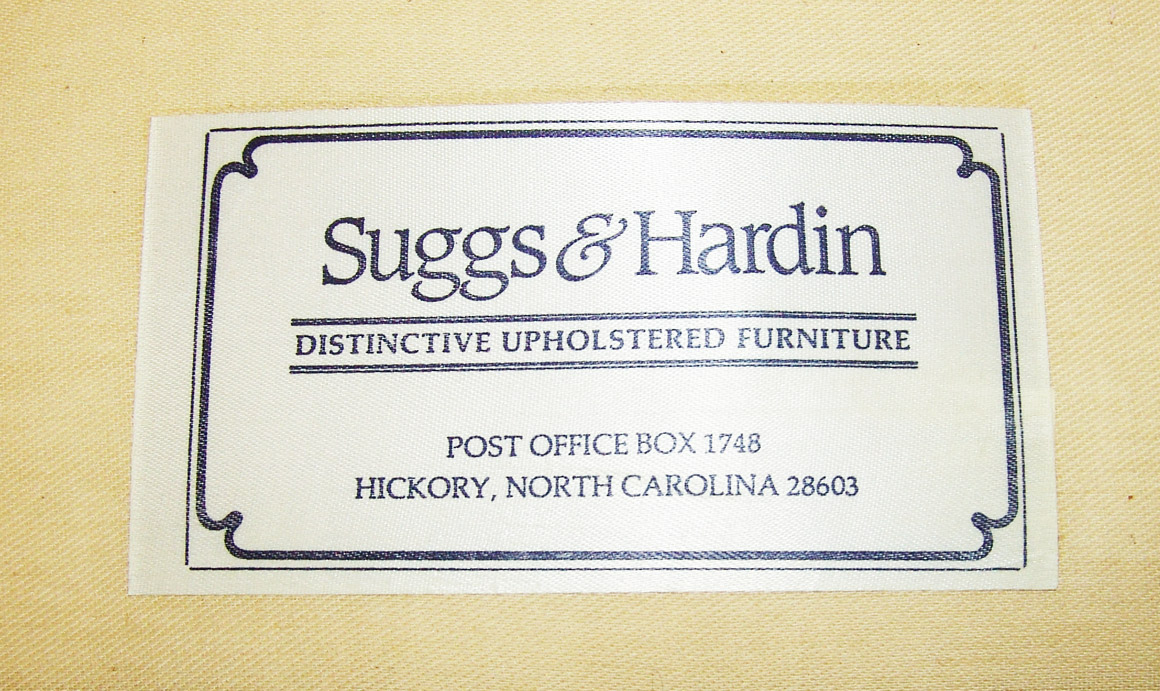 Suggs & Hardin
DISTINCTIVE UPHOLSTERED FURNITURE
POST OFFICE BOX 1748
HICKORY, NORTH CAROLINA 28603